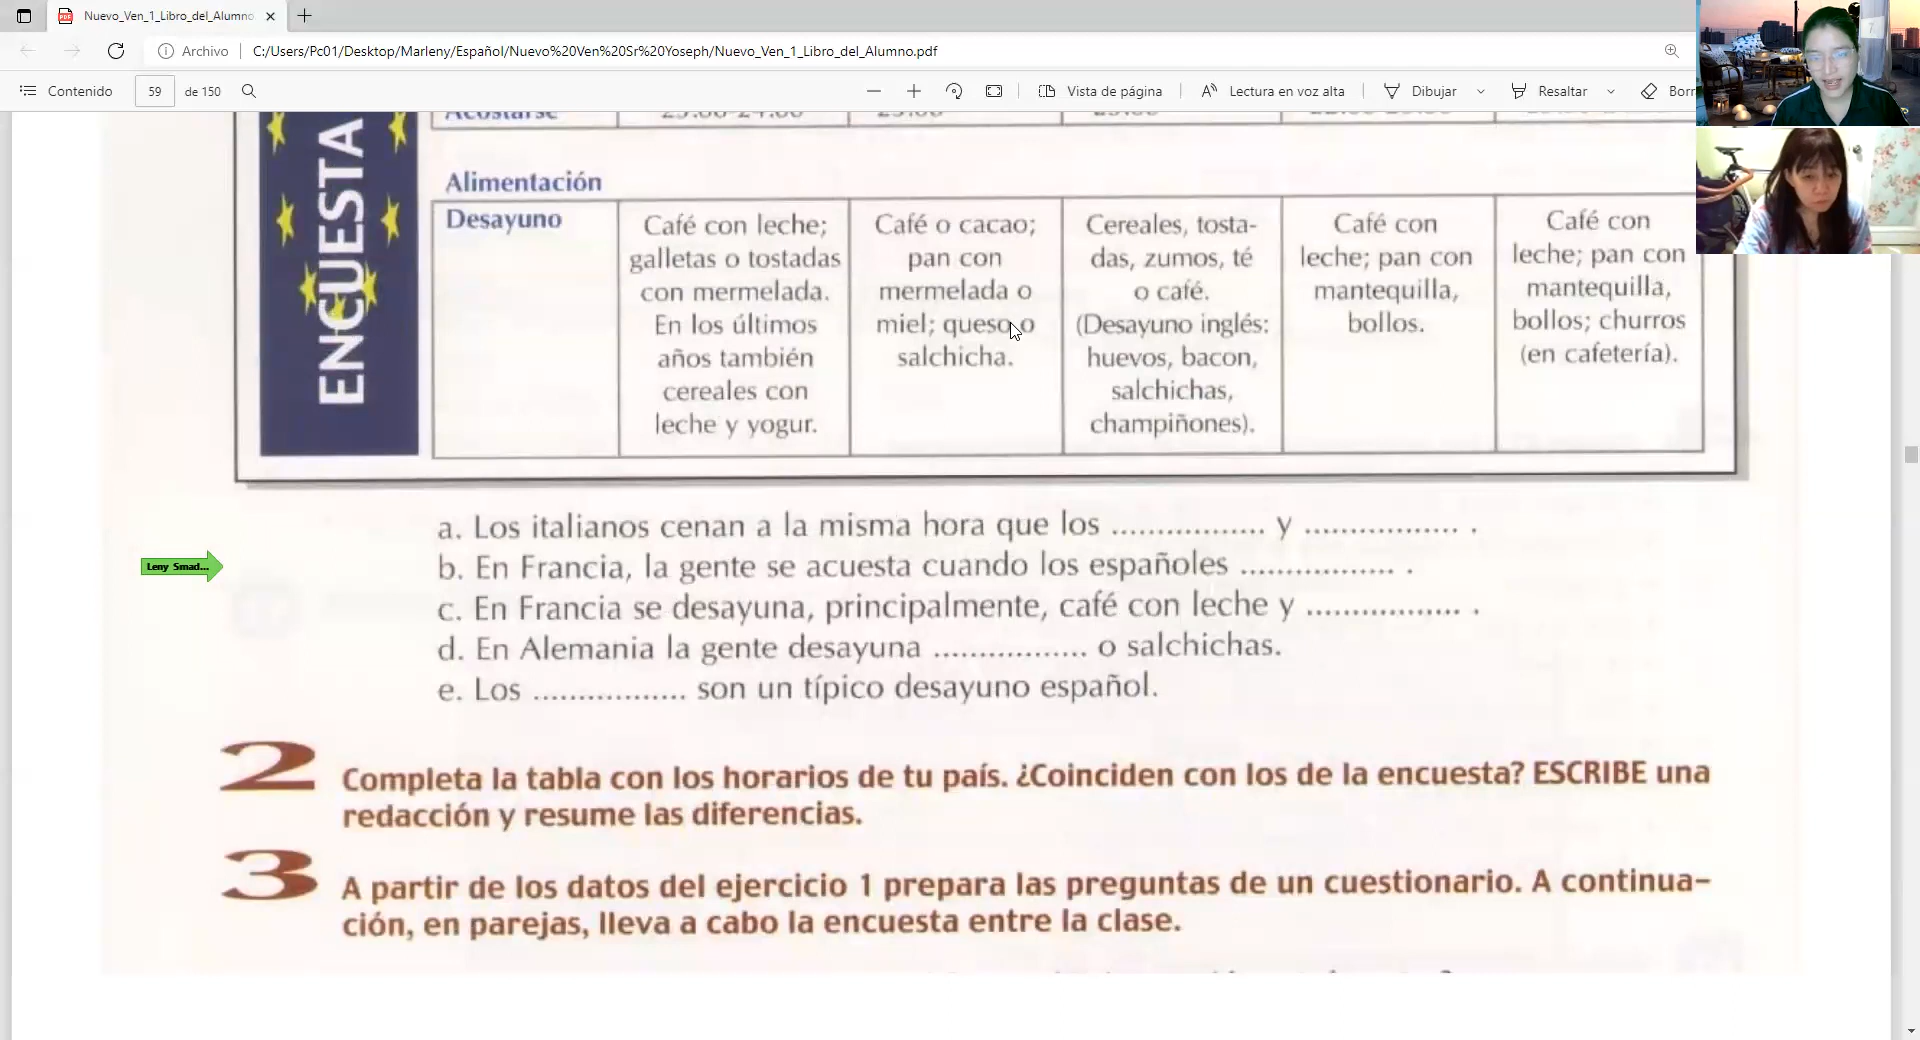 Nuevo_Ven_1_Libro_del_Alumno
Archivo
C:/Users/Pc01/Desktop/Marleny/Español/Nuevo%20Ven%20Sr%20Yoseph/Nuevo_Ven_1_Libro_del_Alumno.pdf
Contenido
59
de 150
Vista de página
Lectura en voz alta
Dibujar
Resaltar
Borr
ENCUESTA
Acostarse
Alimentación
Desayuno
Café con leche;
galletas o tostadas
con mermelada.
En los últimos
años también
cereales con
leche y yogur.
Café o cacao;
pan con
mermelada o
miel; queso o
salchicha.
Cereales, tosta-
das, zumos, té
o café.
(Desayuno inglés:
huevos, bacon,
salchichas,
champiñones).
Café con
leche; pan con
mantequilla,
bollos.
Café con
leche; pan con
mantequilla,
bollos; churros
(en cafetería).
a. Los italianos cenan a la misma hora que los ................. y ................. .
Leny Smad...
b. En Francia, la gente se acuesta cuando los españoles ................. .
c. En Francia se desayuna, principalmente, café con leche y ................. .
d. En Alemania la gente desayuna ................. o salchichas.
e. Los ................. son un típico desayuno español.
2
Completa la tabla con los horarios de tu país. ¿Coinciden con los de la encuesta? ESCRIBE una
redacción y resume las diferencias.
3
A partir de los datos del ejercicio 1 prepara las preguntas de un cuestionario. A continua-
ción, en parejas, lleva a cabo la encuesta entre la clase.